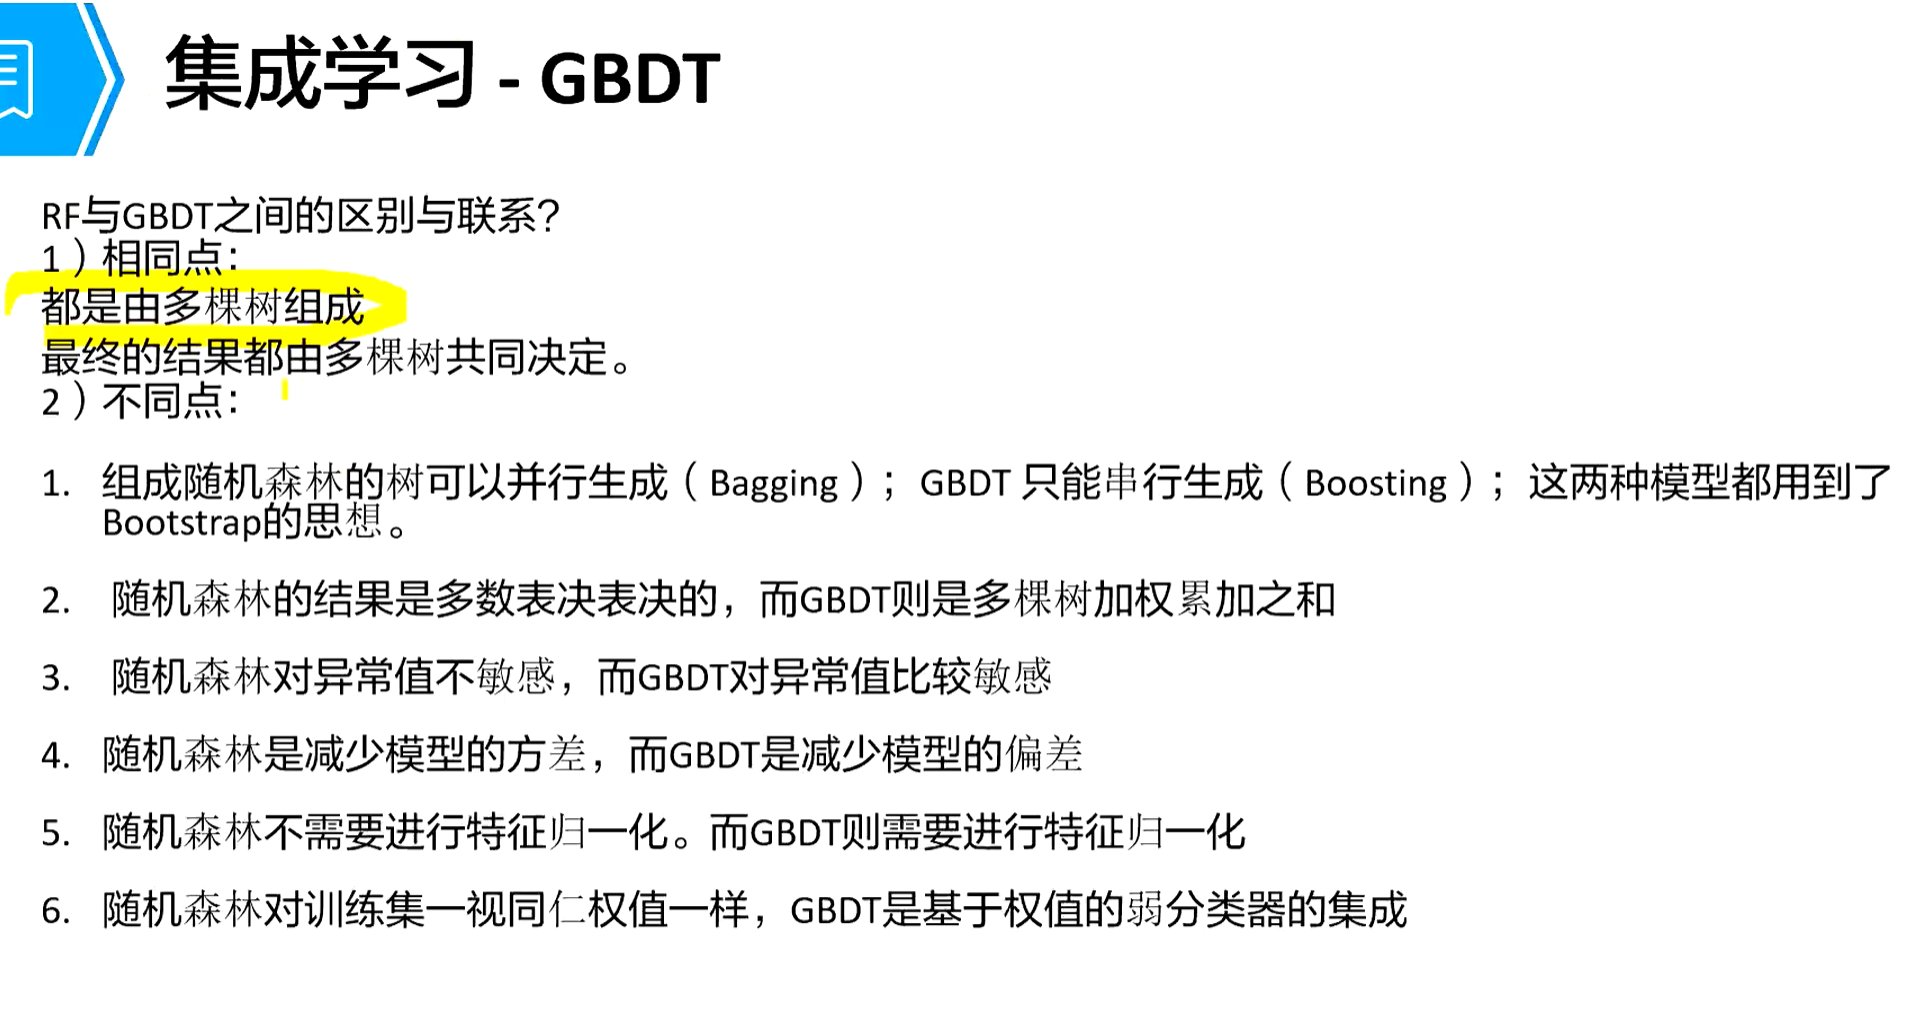 集成学习 - GBDT
RF与GBDT之间的区别与联系？
1）相同点：
都是由多棵树组成
最终的结果都由多棵树共同决定。
2）不同点：
1. 组成随机森林的树可以并行生成（Bagging）；GBDT 只能串行生成（Boosting）；这两种模型都用到了
Bootstrap的思想。
2. 随机森林的结果是多数表决表决的，而GBDT则是多棵树加权累加之和
3. 随机森林对异常值不敏感，而GBDT对异常值比较敏感
4. 随机森林是减少模型的方差，而GBDT是减少模型的偏差
5. 随机森林不需要进行特征归一化。而GBDT则需要进行特征归一化
6. 随机森林对训练集一视同仁权值一样，GBDT是基于权值的弱分类器的集成